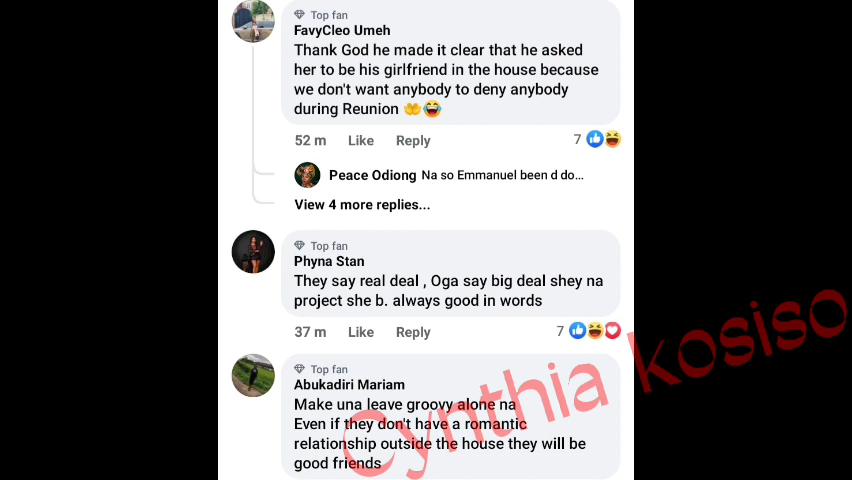 Top fan
FavyCleo Umeh
Thank God he made it clear that he asked
her to be his girlfriend in the house because
we don't want anybody to deny anybody
during Reunion 🤲😂
52 m Like Reply 7
Peace Odiong Na so Emmanuel been d do...
View 4 more replies...
Top fan
Phyna Stan
They say real deal , Oga say big deal shey na
project she b. always good in words
37 m Like Reply 7
Top fan
Abukadiri Mariam
Make una leave groovy alone na
Even if they don't have a romantic
relationship outside the house they will be
good friends
Cynthia kosiso